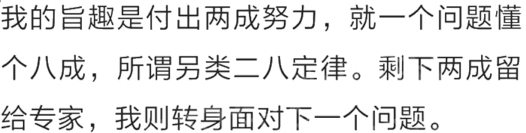 我的旨趣是付出两成努力，就一个问题懂
个八成，所谓另类二八定律。剩下两成留
给专家，我则转身面对下一个问题。